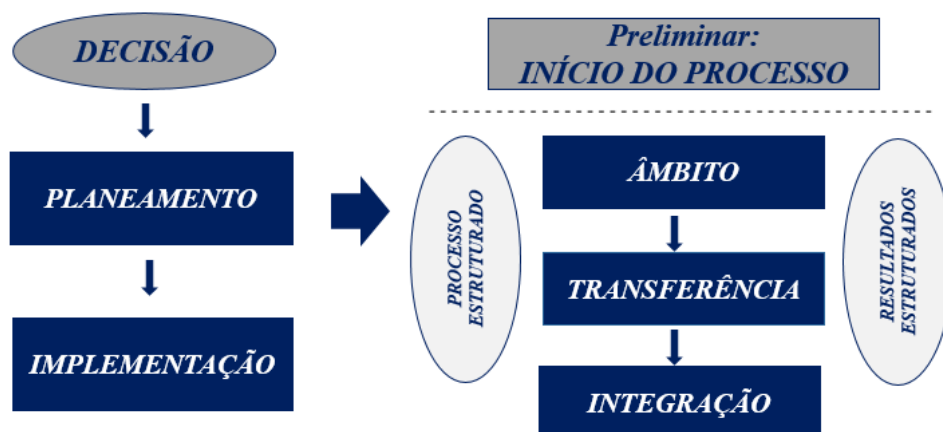 DECISÃO
PLANEAMENTO
IMPLEMENTAÇÃO
Preliminar:
INÍCIO DO PROCESSO
PROCESSO
ESTRUTURADO
ÂMBITO
TRANSFERÊNCIA
INTEGRAÇÃO
RESULTADOS
ESTRUTURADOS